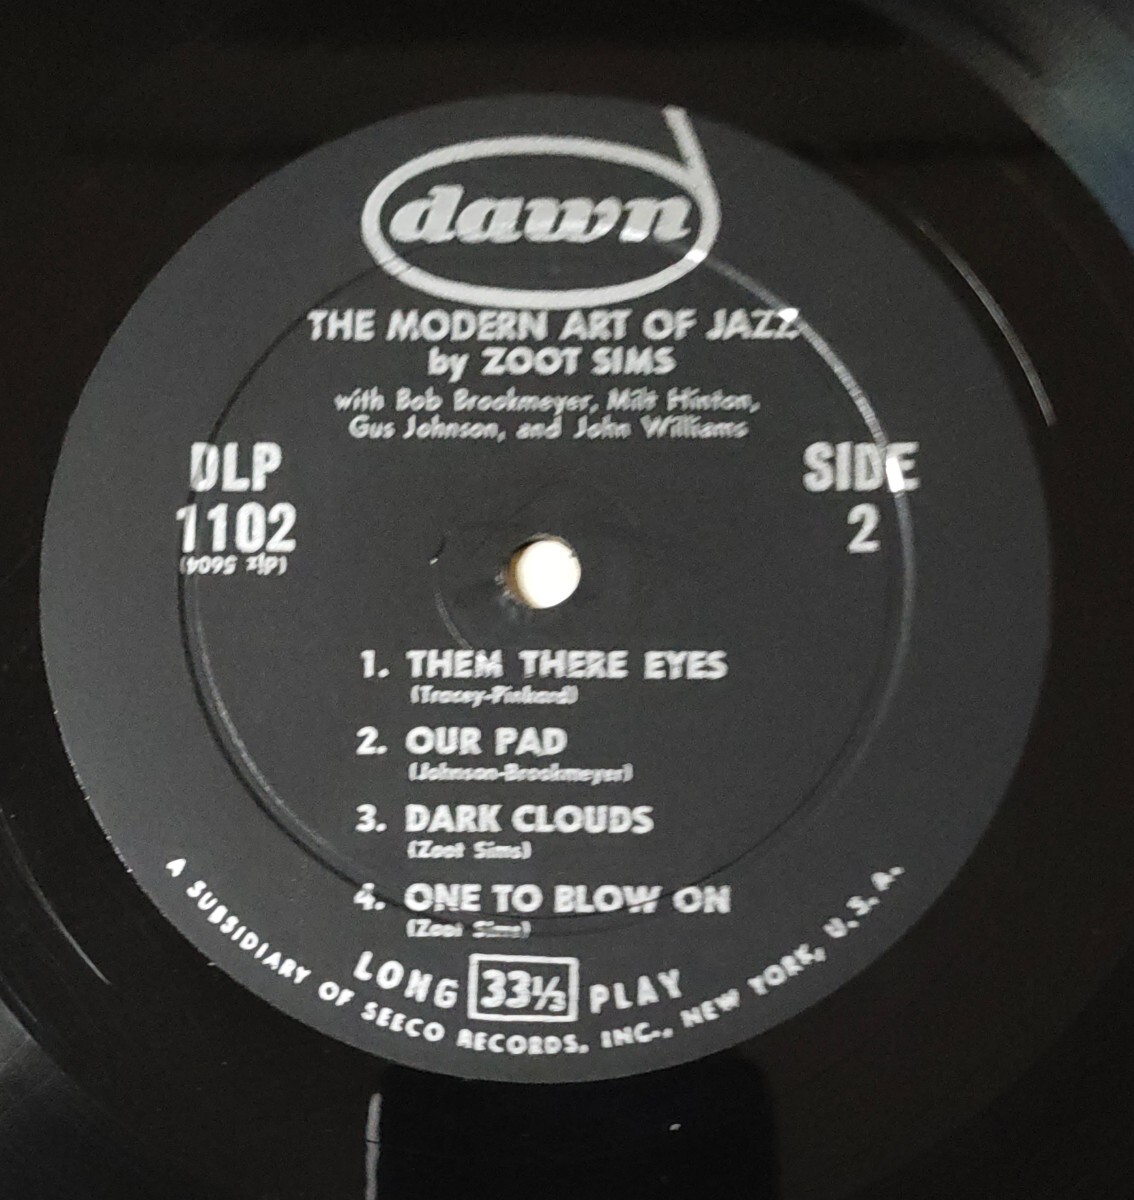 dawn
THE MODERN ART OF JAZZ
by ZOOT SIMS
with Bob Brookmeyer, Milt Hinton,
Gus Johnson, and John Williams
DLP
1102
(dlz 5604)
SIDE
2
1. THEM THERE EYES
(Tracey-Pinkard)
2. OUR PAD
(Johnson-Brookmeyer)
3. DARK CLOUDS
(Zoot Sims)
4. ONE TO BLOW ON
(Zoot Sims)
LONG 33⅓ PLAY
A SUBSIDIARY OF SEECO RECORDS, INC., NEW YORK, U. S. A.